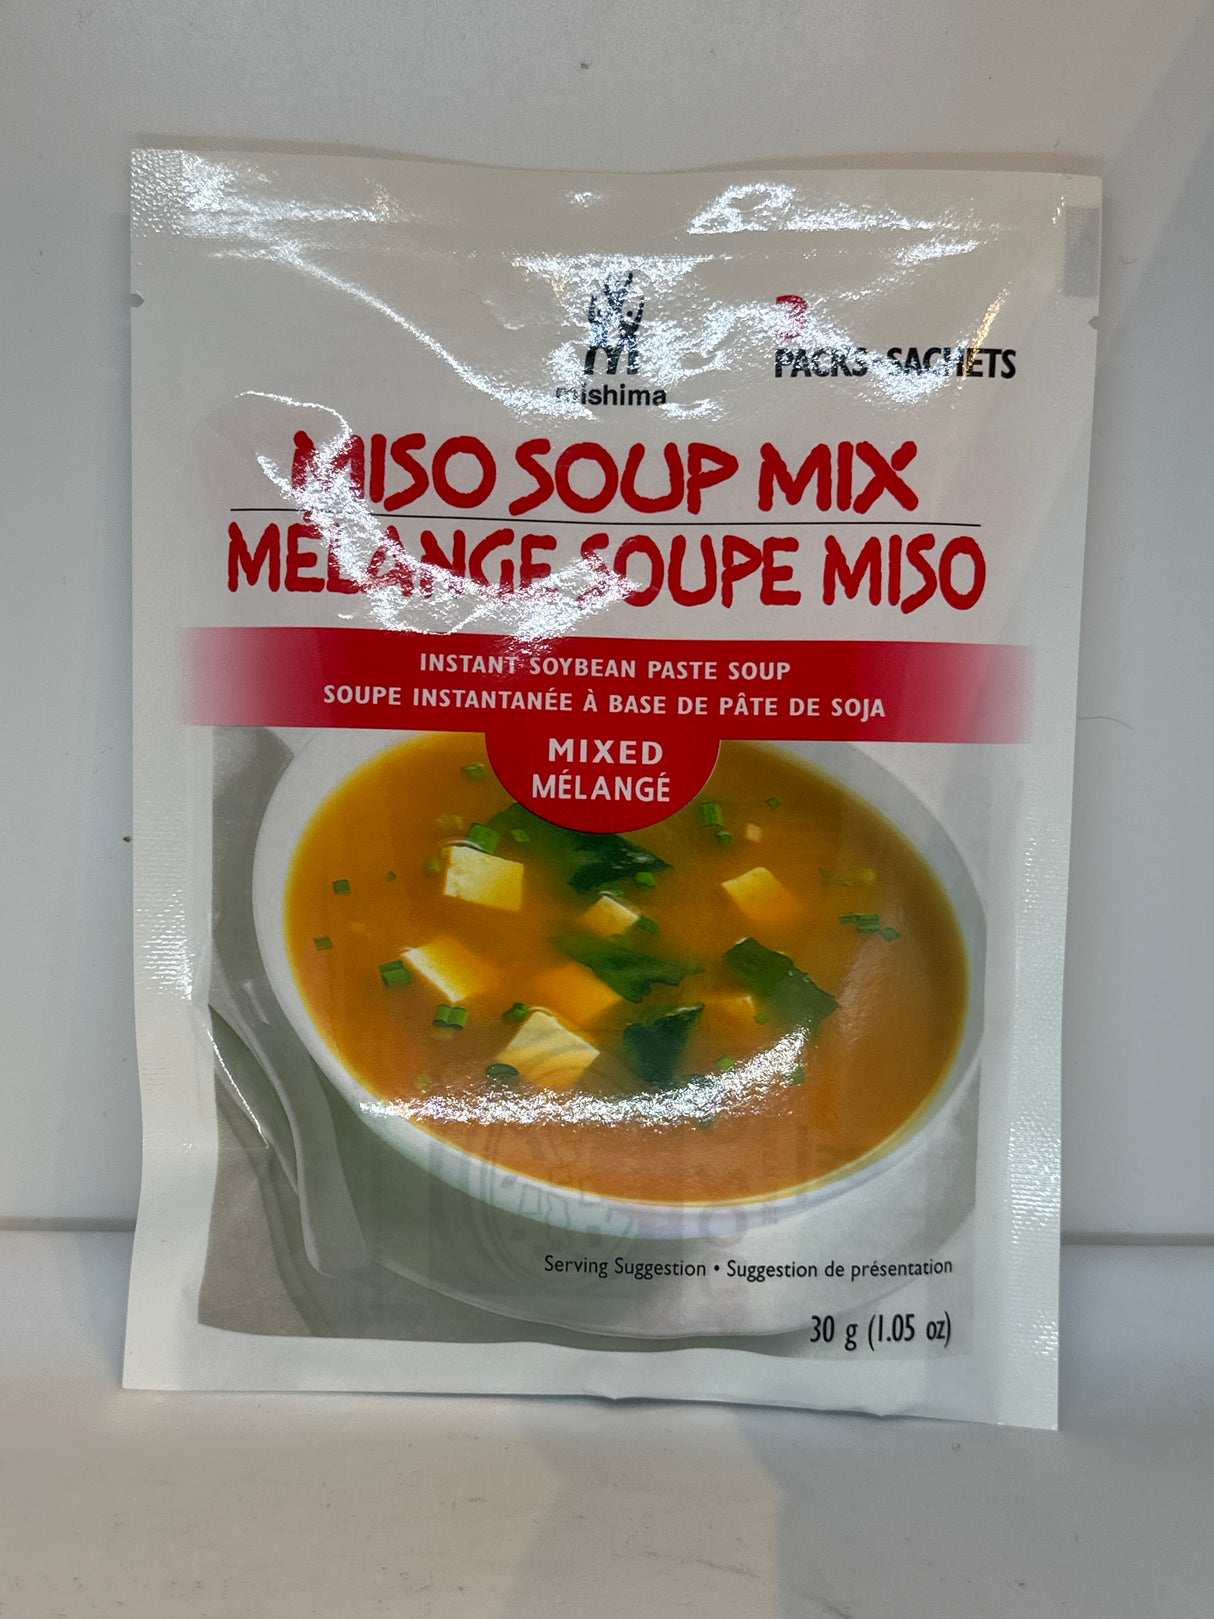 mishima
3
PACKS • SACHETS
MISO SOUP MIX
MÉLANGE SOUPE MISO
INSTANT SOYBEAN PASTE SOUP
SOUPE INSTANTANÉE À BASE DE PÂTE DE SOJA
MIXED
MÉLANGÉ
Serving Suggestion • Suggestion de présentation
30 g (1.05 oz)